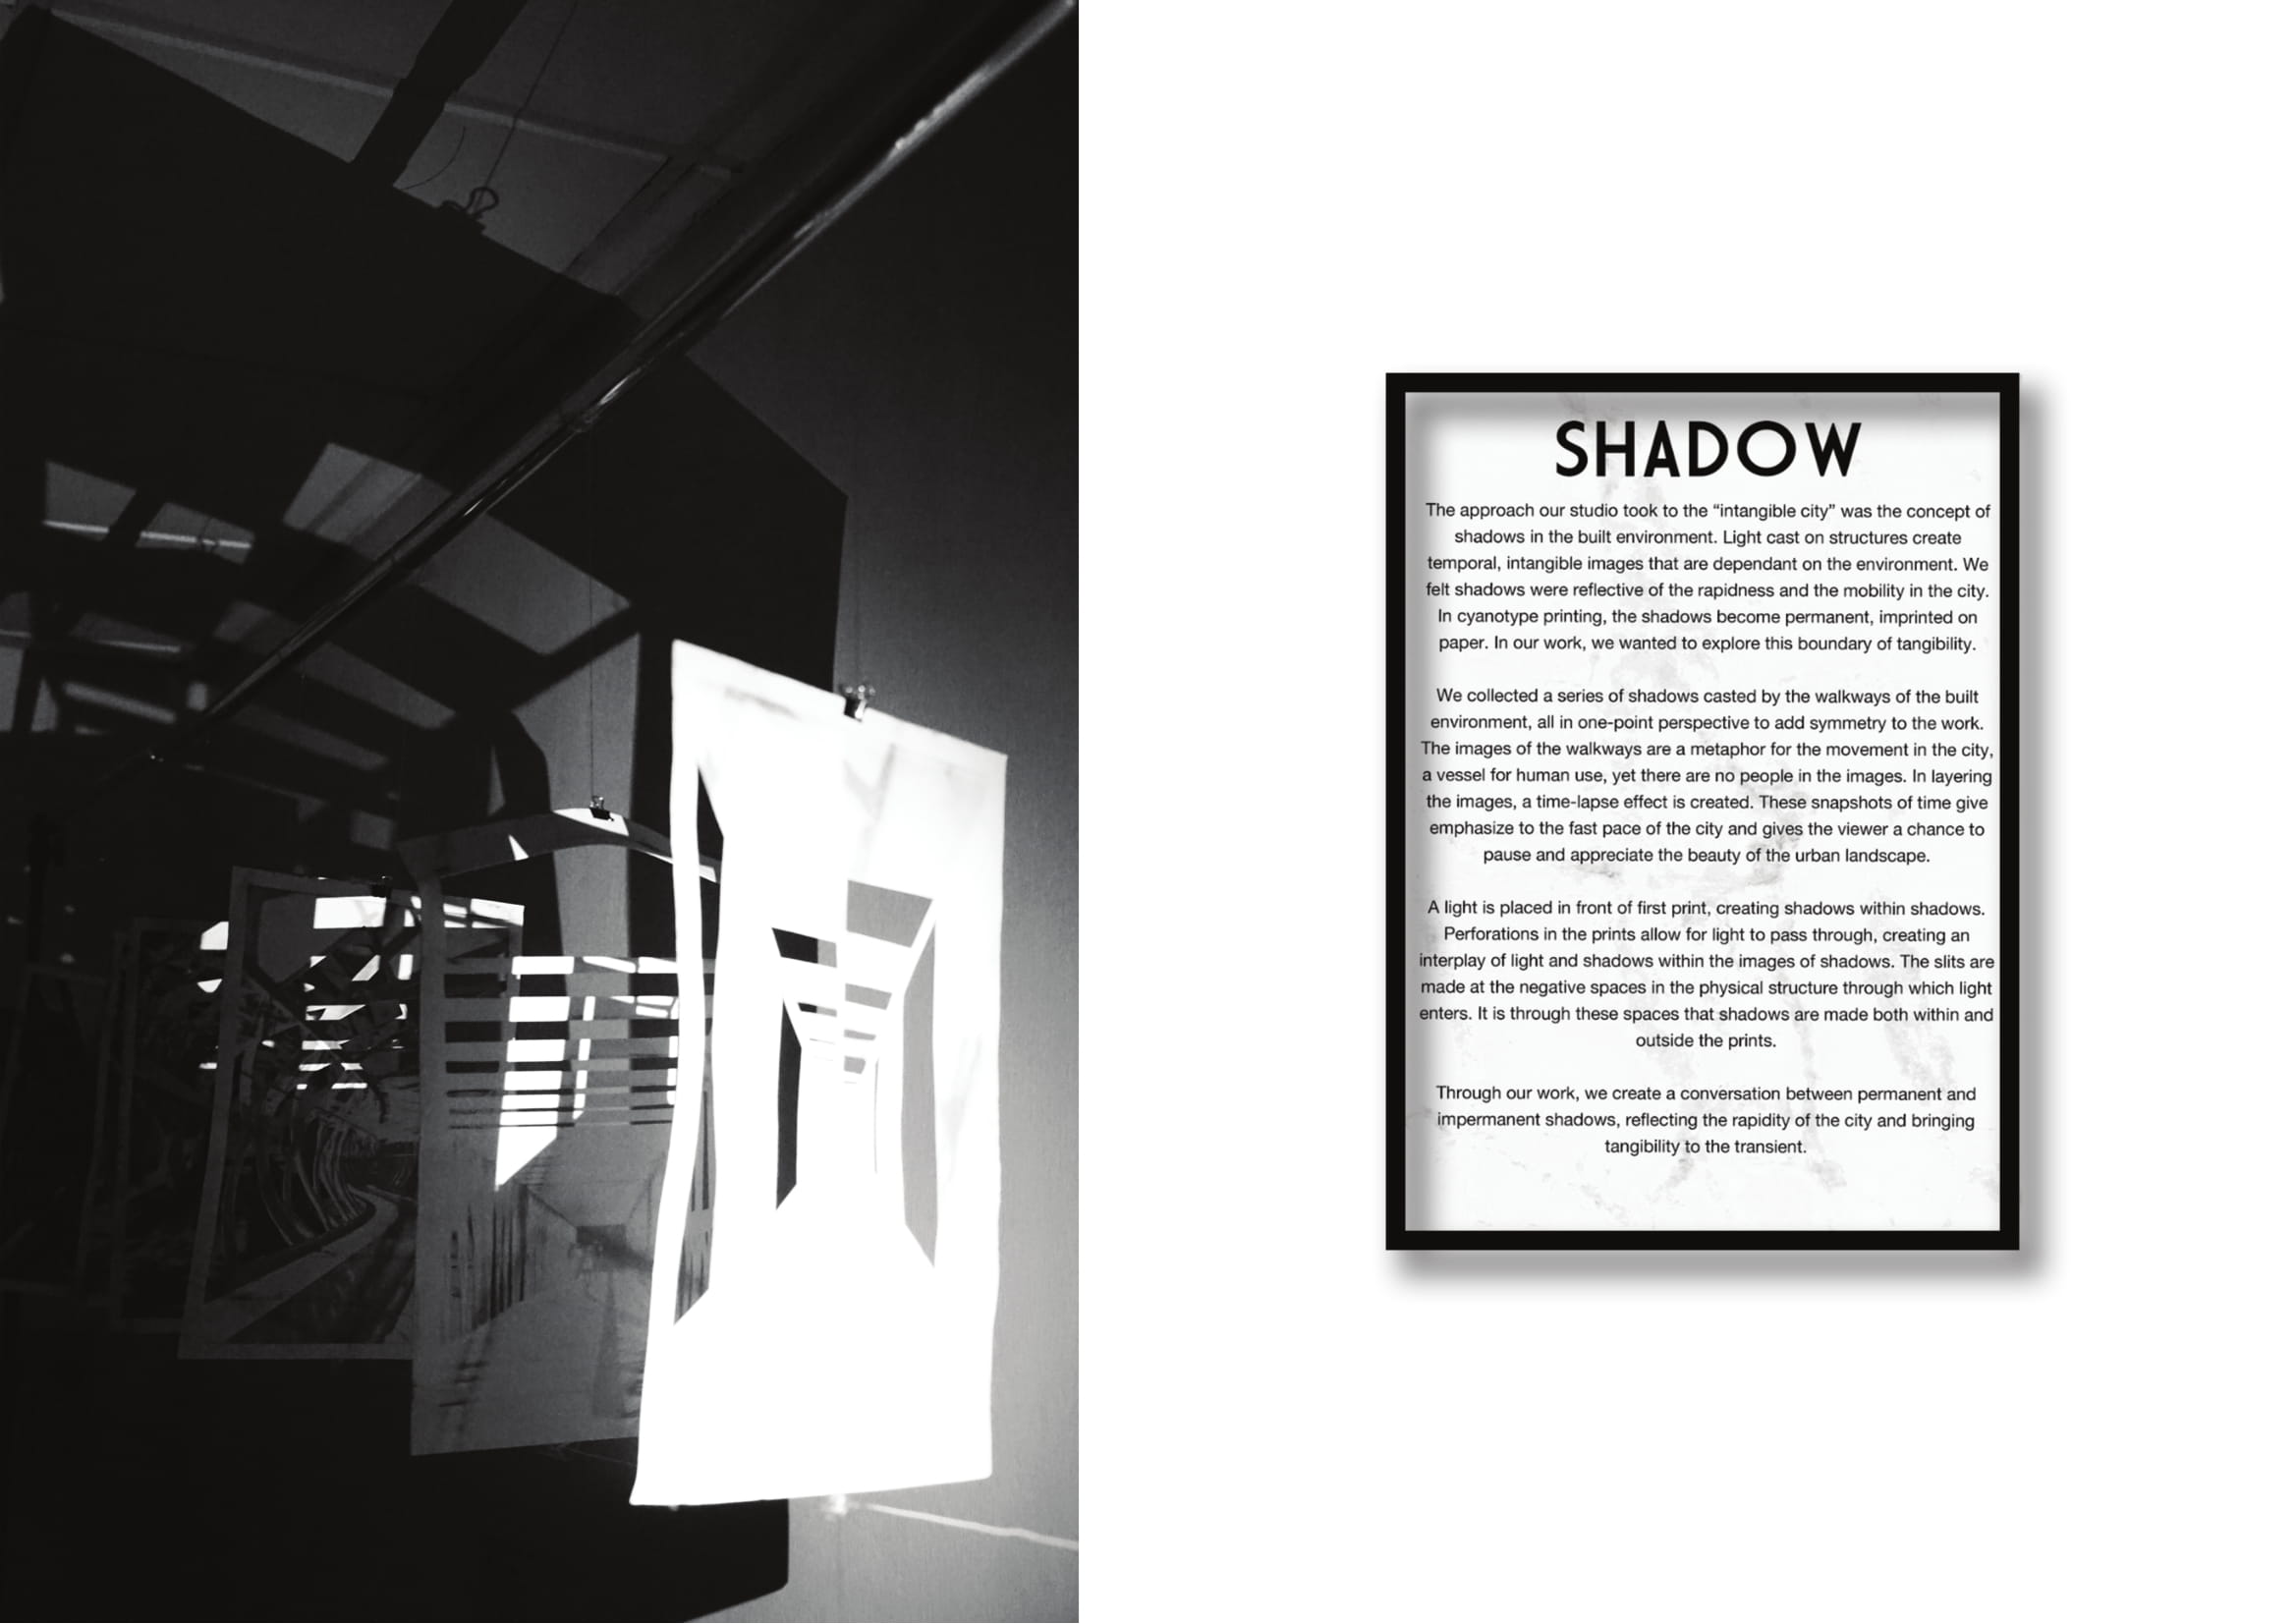 SHADOW
The approach our studio took to the “intangible city” was the concept of
shadows in the built environment. Light cast on structures create
temporal, intangible images that are dependant on the environment. We
felt shadows were reflective of the rapidness and the mobility in the city.
In cyanotype printing, the shadows become permanent, imprinted on
paper. In our work, we wanted to explore this boundary of tangibility.
We collected a series of shadows casted by the walkways of the built
environment, all in one-point perspective to add symmetry to the work.
The images of the walkways are a metaphor for the movement in the city,
a vessel for human use, yet there are no people in the images. In layering
the images, a time-lapse effect is created. These snapshots of time give
emphasize to the fast pace of the city and gives the viewer a chance to
pause and appreciate the beauty of the urban landscape.
A light is placed in front of first print, creating shadows within shadows.
Perforations in the prints allow for light to pass through, creating an
interplay of light and shadows within the images of shadows. The slits are
made at the negative spaces in the physical structure through which light
enters. It is through these spaces that shadows are made both within and
outside the prints.
Through our work, we create a conversation between permanent and
impermanent shadows, reflecting the rapidity of the city and bringing
tangibility to the transient.